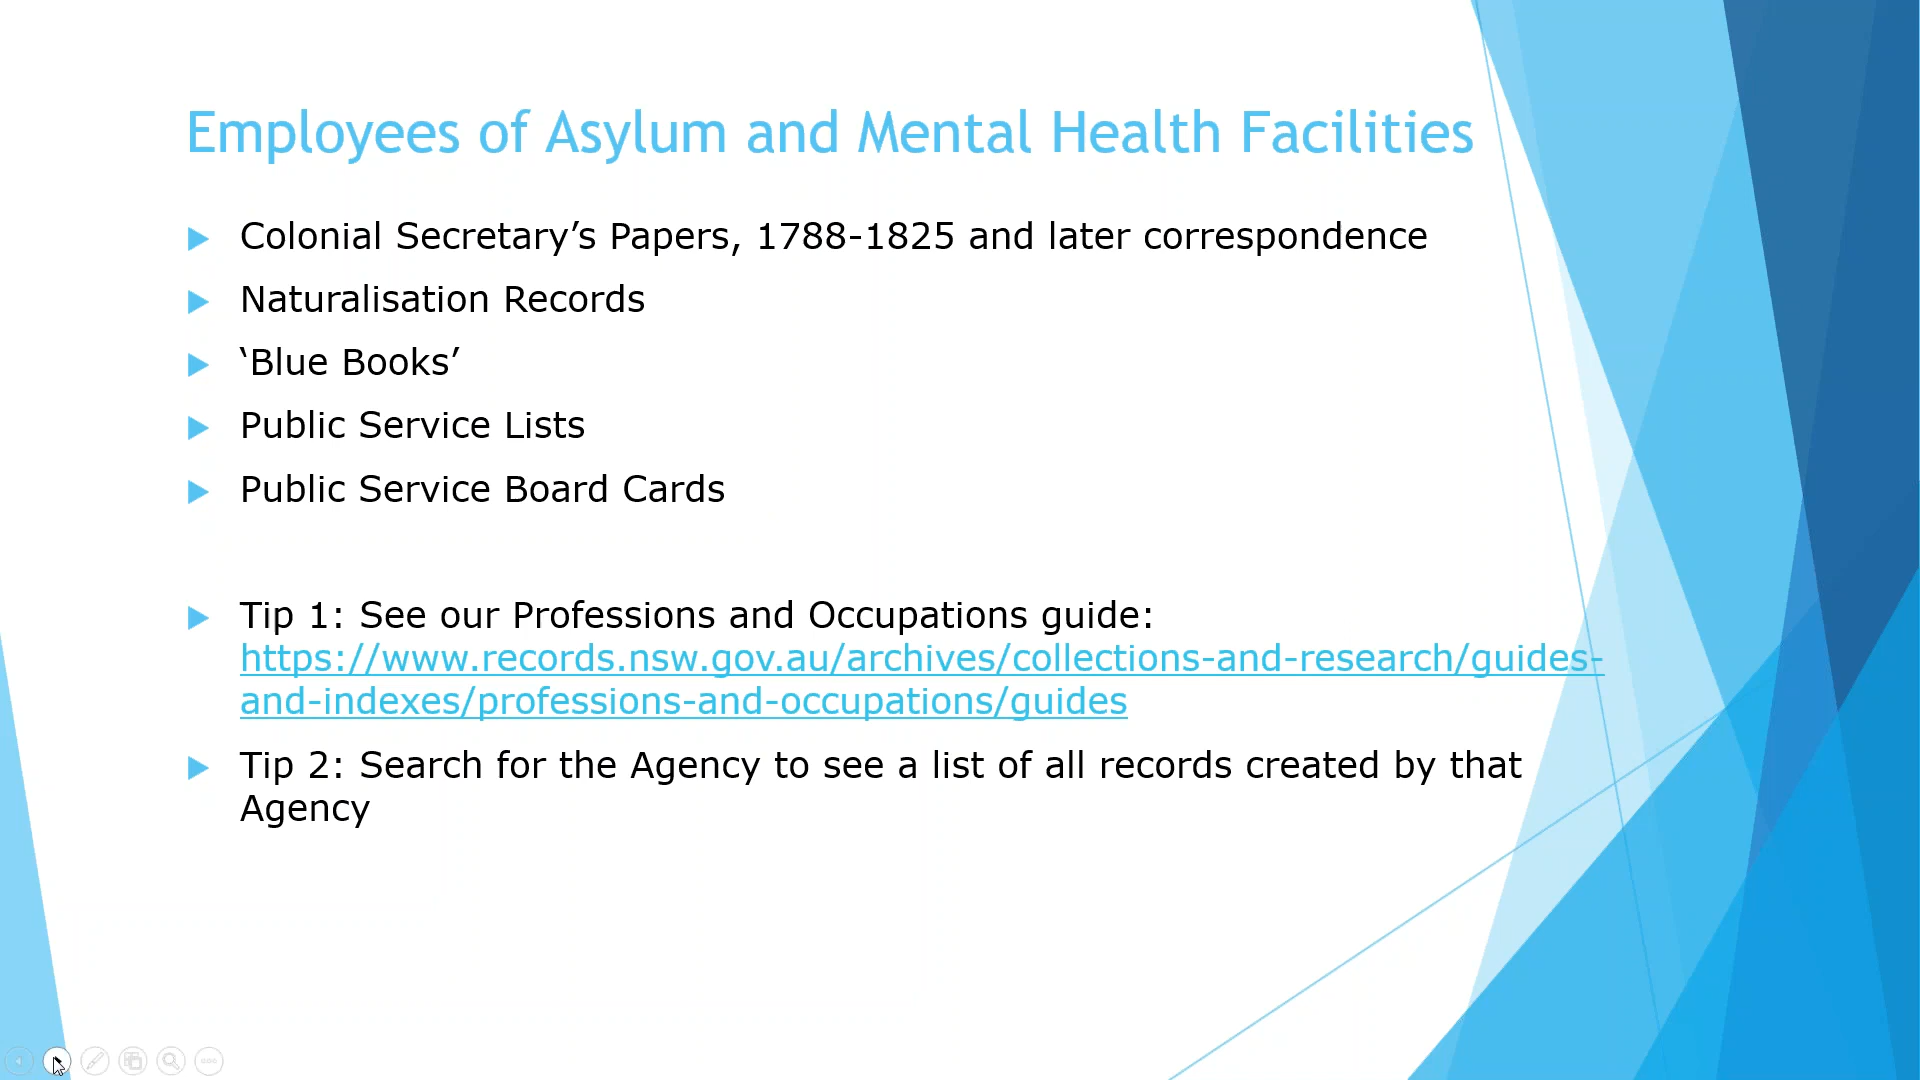 Employees of Asylum and Mental Health Facilities
Colonial Secretary’s Papers, 1788-1825 and later correspondence
Naturalisation Records
‘Blue Books’
Public Service Lists
Public Service Board Cards
Tip 1: See our Professions and Occupations guide:
https://www.records.nsw.gov.au/archives/collections-and-research/guides-
and-indexes/professions-and-occupations/guides
Tip 2: Search for the Agency to see a list of all records created by that
Agency